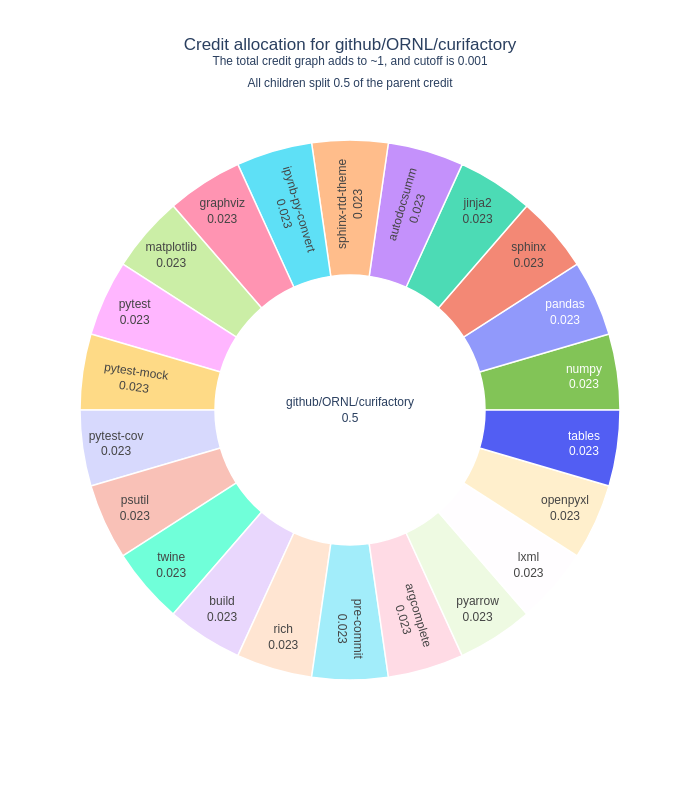 Credit allocation for github/ORNL/curifactory
The total credit graph adds to ~1, and cutoff is 0.001
All children split 0.5 of the parent credit
sphinx-rtd-theme
0.023
autodocsumm
0.023
jinja2
0.023
sphinx
0.023
pandas
0.023
numpy
0.023
tables
0.023
openpyxl
0.023
lxml
0.023
pyarrow
0.023
argcomplete
0.023
pre-commit
0.023
rich
0.023
build
0.023
twine
0.023
psutil
0.023
pytest-cov
0.023
pytest-mock
0.023
pytest
0.023
matplotlib
0.023
graphviz
0.023
ipynb-py-convert
0.023
github/ORNL/curifactory
0.5